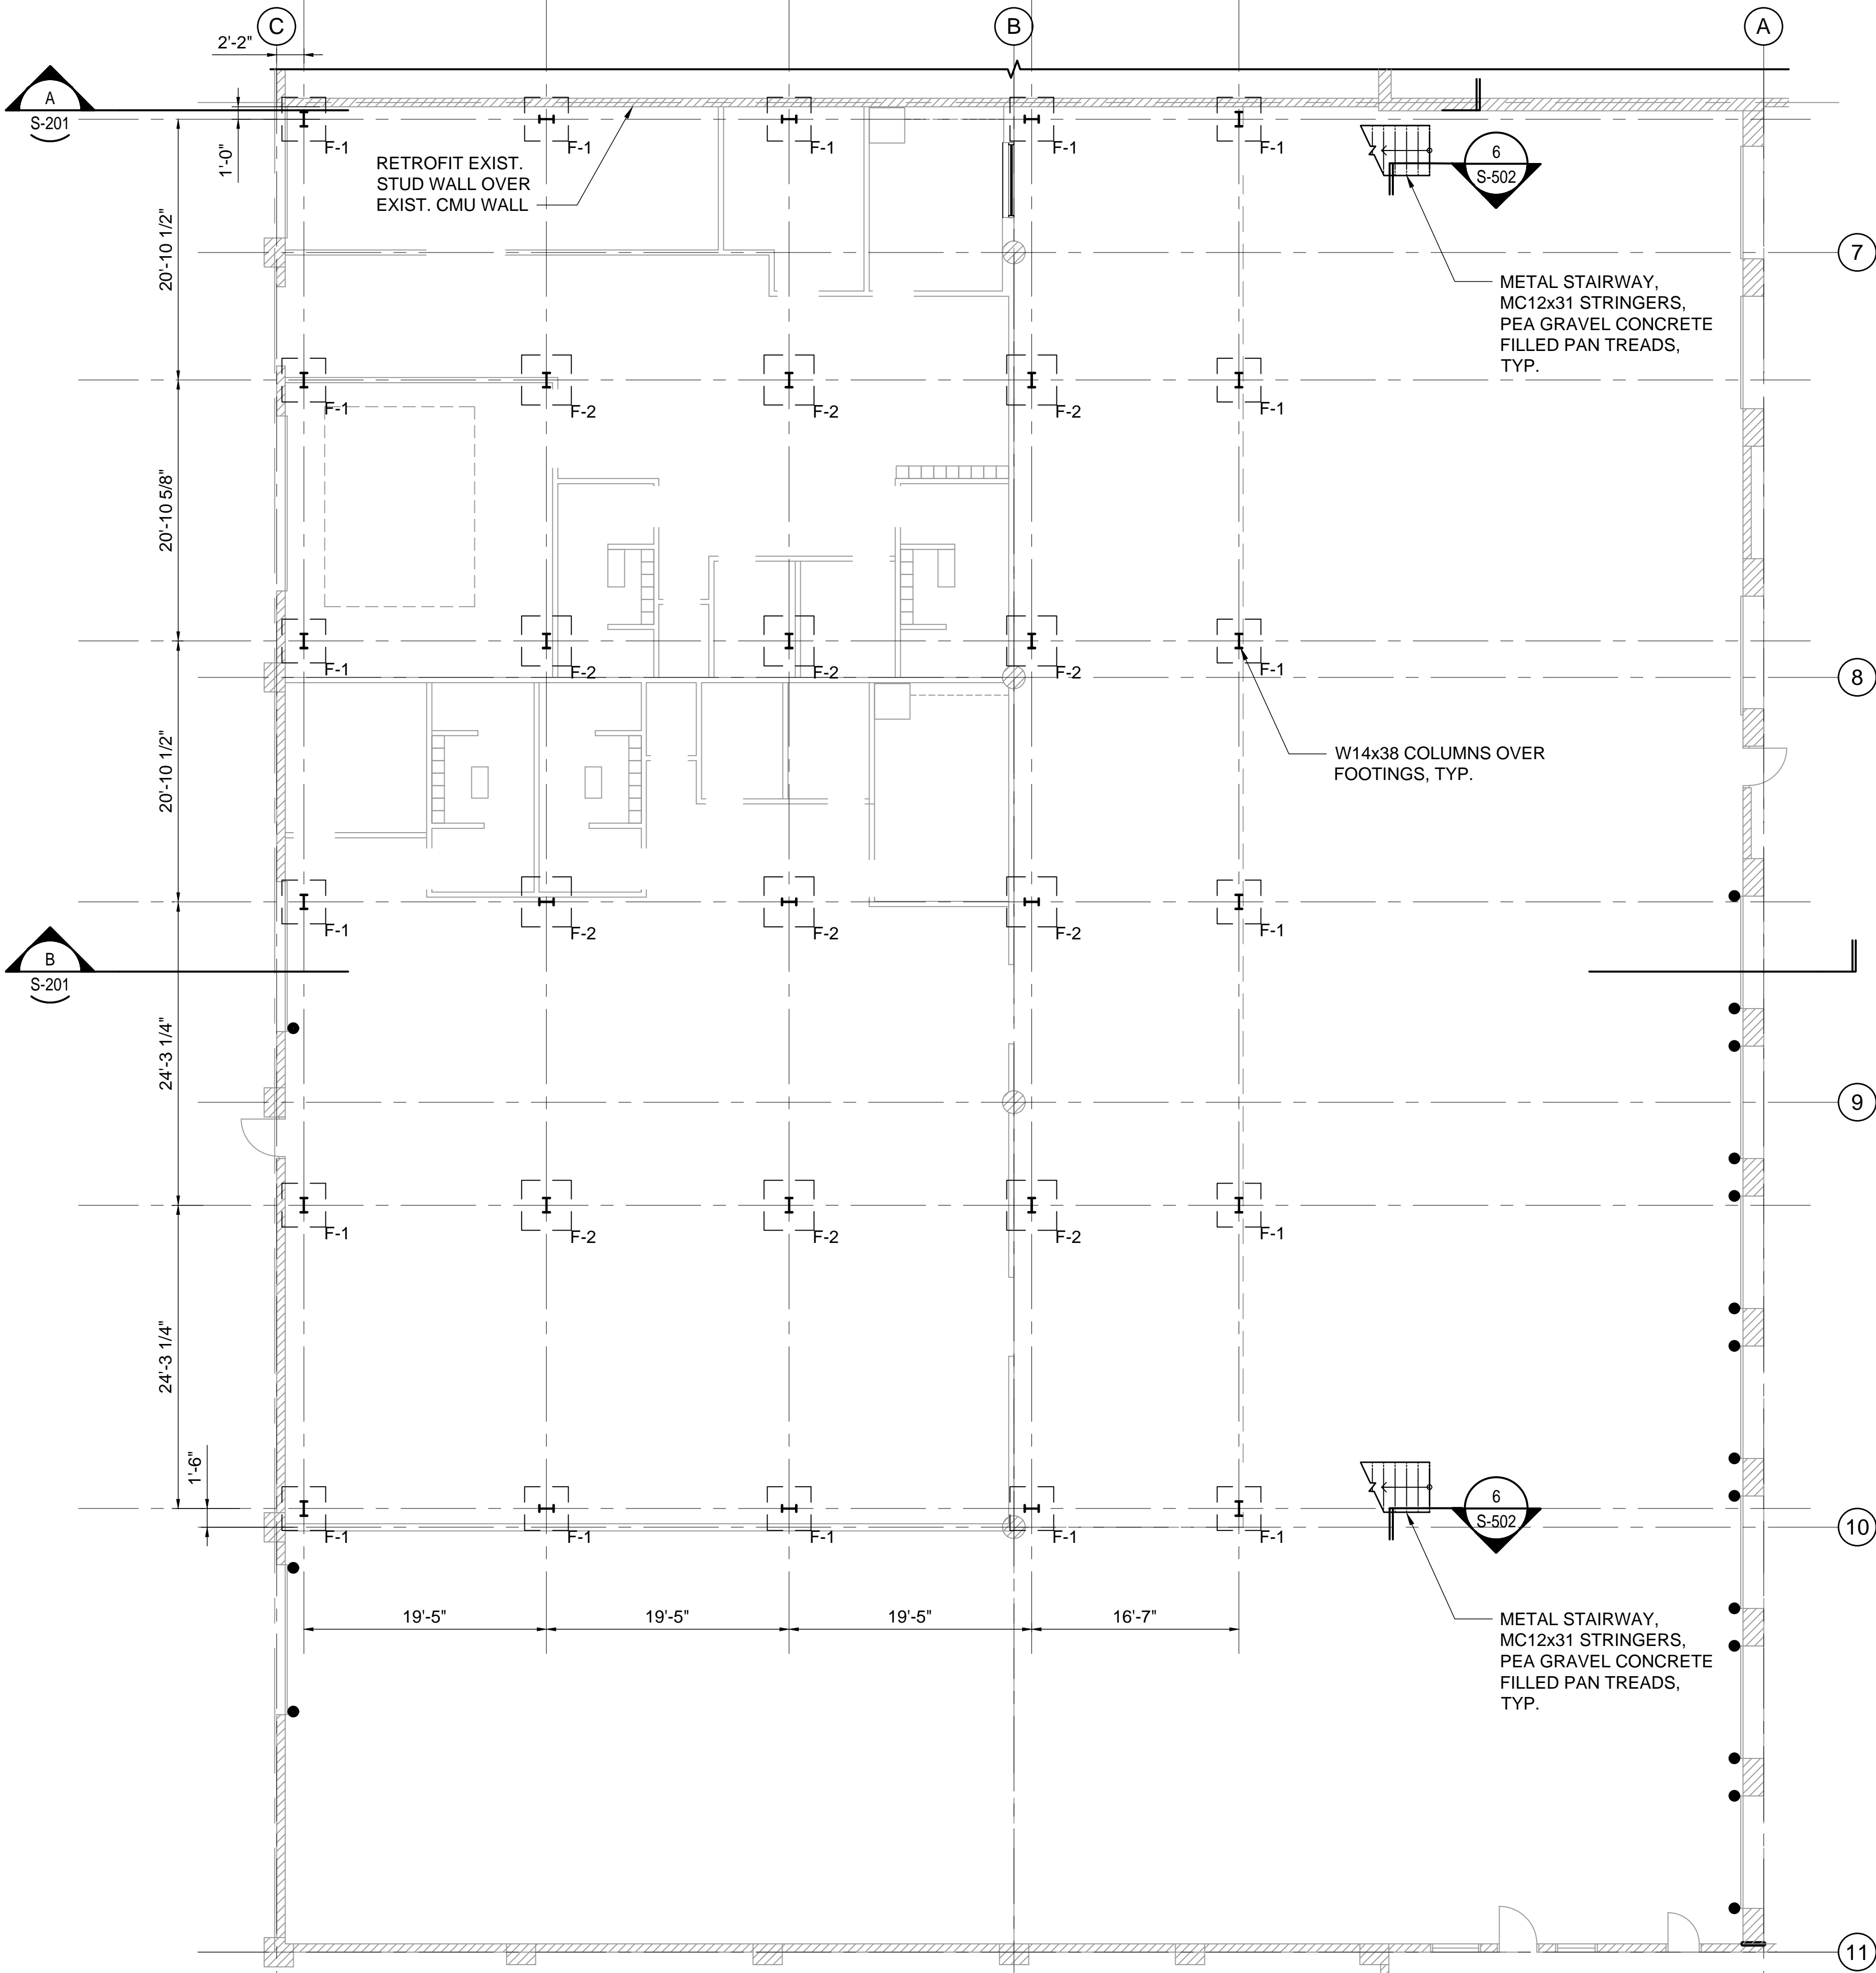 C
B
A
2'-2"
A
S-201
1'-0"
F-1
F-1
F-1
F-1
F-1
RETROFIT EXIST.
STUD WALL OVER
EXIST. CMU WALL
6
S-502
20'-10 1/2"
7
METAL STAIRWAY,
MC12x31 STRINGERS,
PEA GRAVEL CONCRETE
FILLED PAN TREADS,
TYP.
F-1
F-2
F-2
F-2
F-1
20'-10 5/8"
F-1
F-2
F-2
F-2
F-1
8
20'-10 1/2"
W14x38 COLUMNS OVER
FOOTINGS, TYP.
F-1
F-2
F-2
F-2
F-1
B
S-201
24'-3 1/4"
9
F-1
F-2
F-2
F-2
F-1
24'-3 1/4"
1'-6"
6
S-502
F-1
F-1
F-1
F-1
F-1
10
19'-5"
19'-5"
19'-5"
16'-7"
METAL STAIRWAY,
MC12x31 STRINGERS,
PEA GRAVEL CONCRETE
FILLED PAN TREADS,
TYP.
11